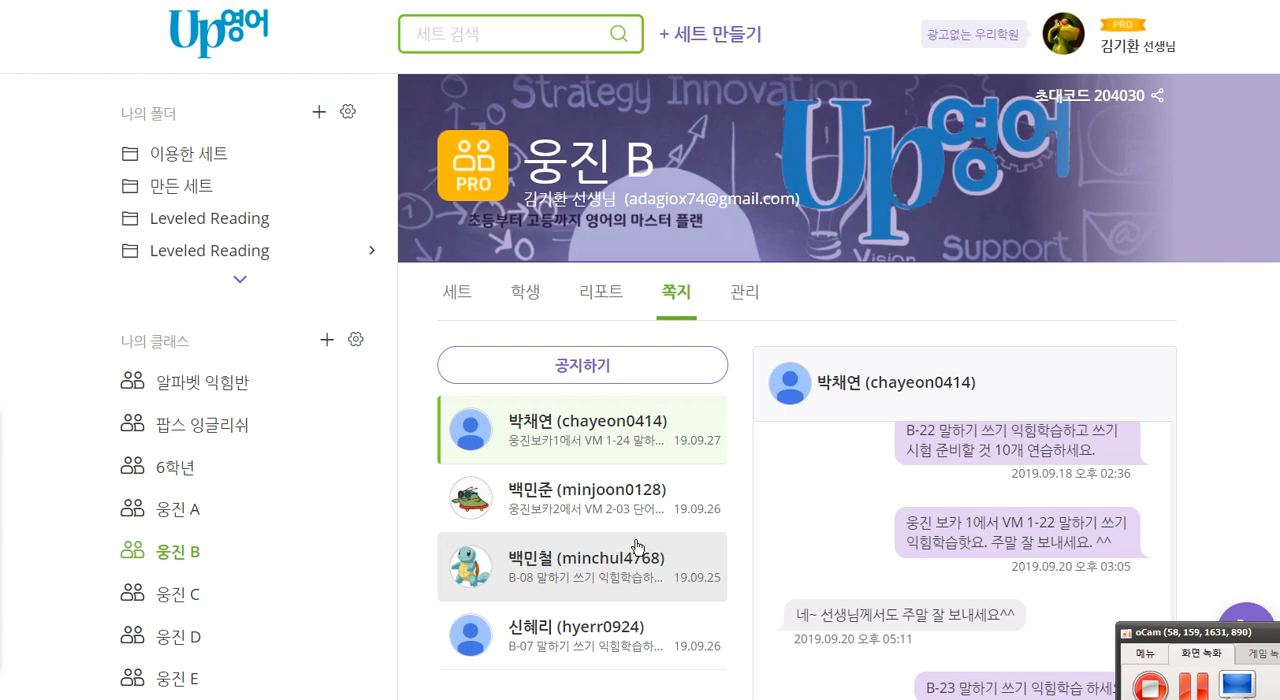 Up영어
세트 검색
+ 세트 만들기
광고없는 우리학원
PRO
김기환 선생님
나의 폴더
이용한 세트
만든 세트
Leveled Reading
Leveled Reading
나의 클래스
알파벳 익힘반
팝스 잉글리쉬
6학년
웅진 A
웅진 B
웅진 C
웅진 D
웅진 E
Strategy Innovation
초대코드 204030
Up영어
PRO
웅진 B
김기환 선생님 (adagiox74@gmail.com)
초등부터 고등까지 영어의 마스터 플랜
Vision
Support
세트
학생
리포트
쪽지
관리
공지하기
박채연 (chayeon0414)
웅진보카1에서 VM 1-24 말하... 19.09.27
백민준 (minjoon0128)
웅진보카2에서 VM 2-03 단어... 19.09.26
백민철 (minchul4768)
B-08 말하기 쓰기 익힘학습하... 19.09.25
신혜리 (hyerr0924)
B-07 말하기 쓰기 익힘학습하... 19.09.26
박채연 (chayeon0414)
B-22 말하기 쓰기 익힘학습하고 쓰기
시험 준비할 것 10개 연습하세요.
2019.09.18 오후 02:36
웅진 보카 1에서 VM 1-22 말하기 쓰기
익힘학습핫요. 주말 잘 보내세요. ^^
2019.09.20 오후 03:05
네~ 선생님께서도 주말 잘 보내세요^^
2019.09.20 오후 05:11
B-23 말하기 쓰기 익힘학습 하세
oCam (58, 159, 1631, 890)
메뉴
화면 녹화
게임 녹